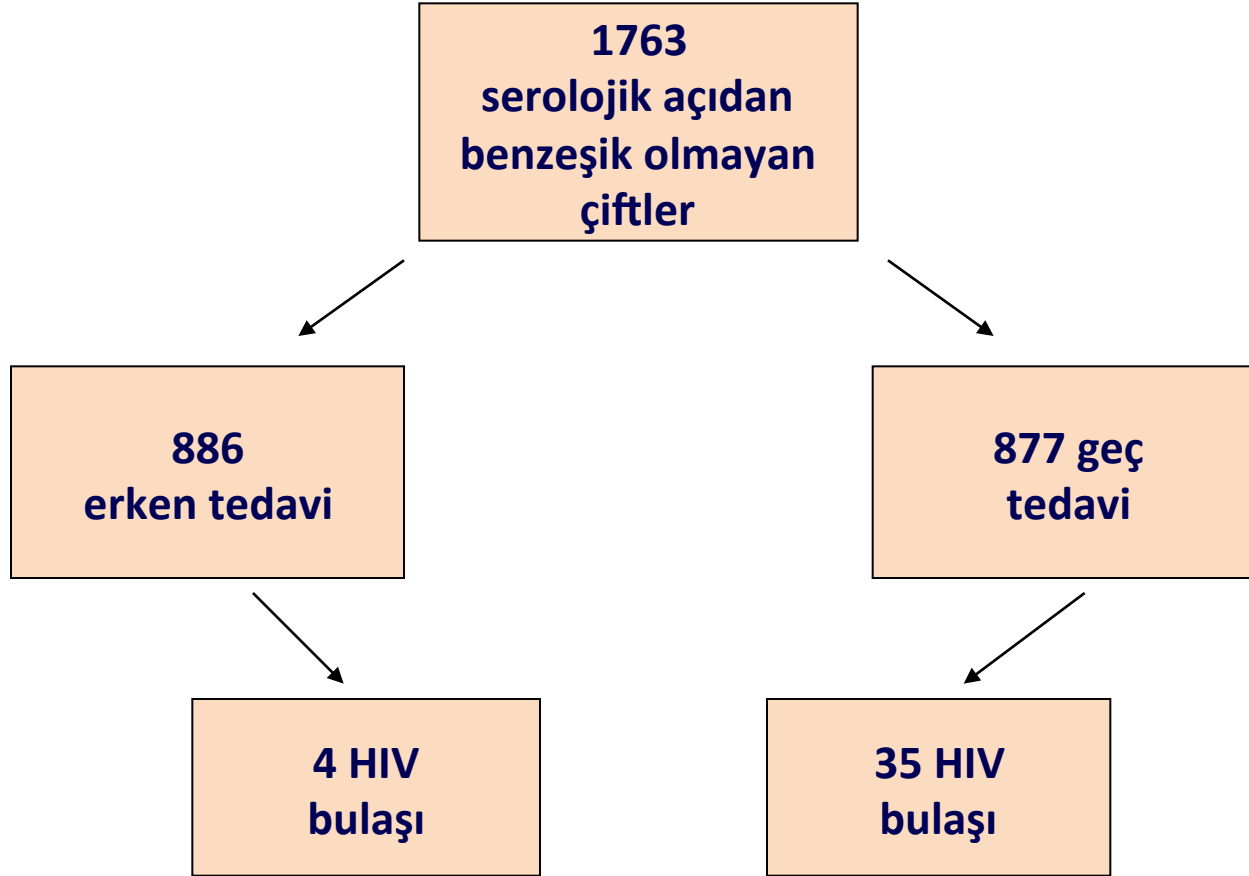 1763
serolojik açıdan
benzeşik olmayan
çiftler
886
erken tedavi
877 geç
tedavi
4 HIV
bulaşı
35 HIV
bulaşı